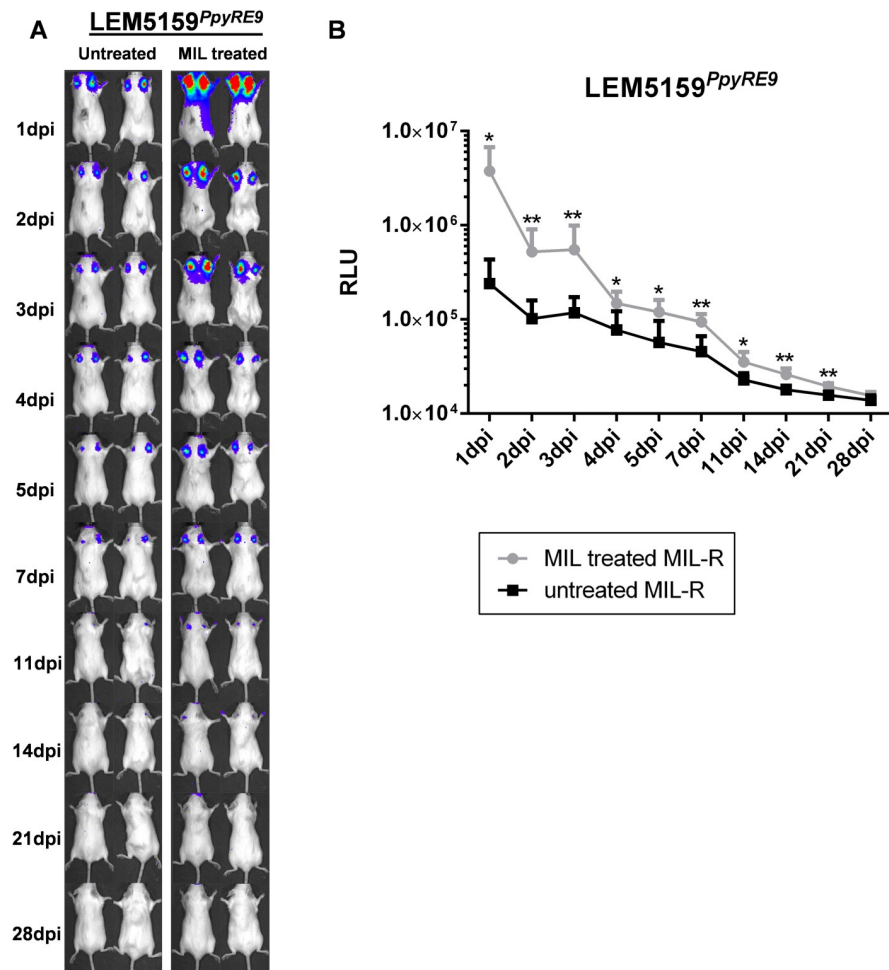 A
LEM5159PpyRE9
Untreated MIL treated
1dpi
2dpi
3dpi
4dpi
5dpi
7dpi
11dpi
14dpi
21dpi
28dpi
B
LEM5159PpyRE9
1.0×10⁷
1.0×10⁶
1.0×10⁵
1.0×10⁴
RLU
* ** ** * * ** * ** **
1dpi 2dpi 3dpi 4dpi 5dpi 7dpi 11dpi 14dpi 21dpi 28dpi
MIL treated MIL-R
untreated MIL-R